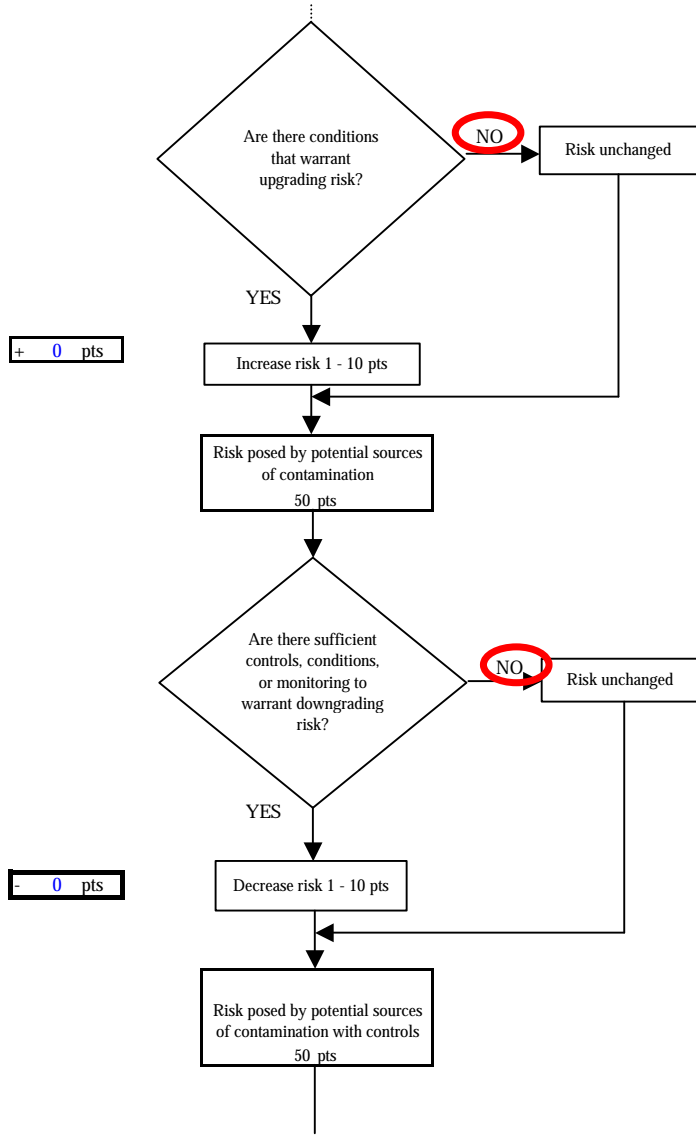 Are there conditions
that warrant
upgrading risk?
NO
Risk unchanged
YES
+ 0 pts
Increase risk 1 - 10 pts
Risk posed by potential sources
of contamination
50 pts
Are there sufficient
controls, conditions,
or monitoring to
warrant downgrading
risk?
NO
Risk unchanged
YES
- 0 pts
Decrease risk 1 - 10 pts
Risk posed by potential sources
of contamination with controls
50 pts